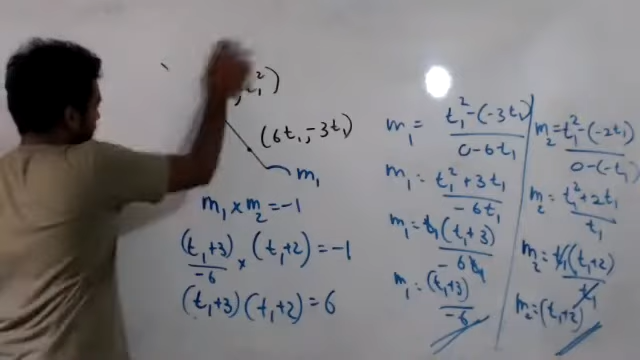 , t₁²)
(6t₁, -3t₁)
m₁
m₁ × m₂ = -1
(t₁+3)/-6 × (t₁+2) = -1
(t₁+3)(t₁+2) = 6
m₁ = t₁²-(-3t₁)/0-6t₁
m₁ = t₁²+3t₁/-6t₁
m₁ = t₁(t₁+3)/-6t₁
m₁ = (t₁+3)/-6
m₂ = t₁²-(-2t₁)/0-(-t₁)
m₂ = t₁²+2t₁/t₁
m₂ = t₁(t₁+2)/t₁
m₂ = (t₁+2)